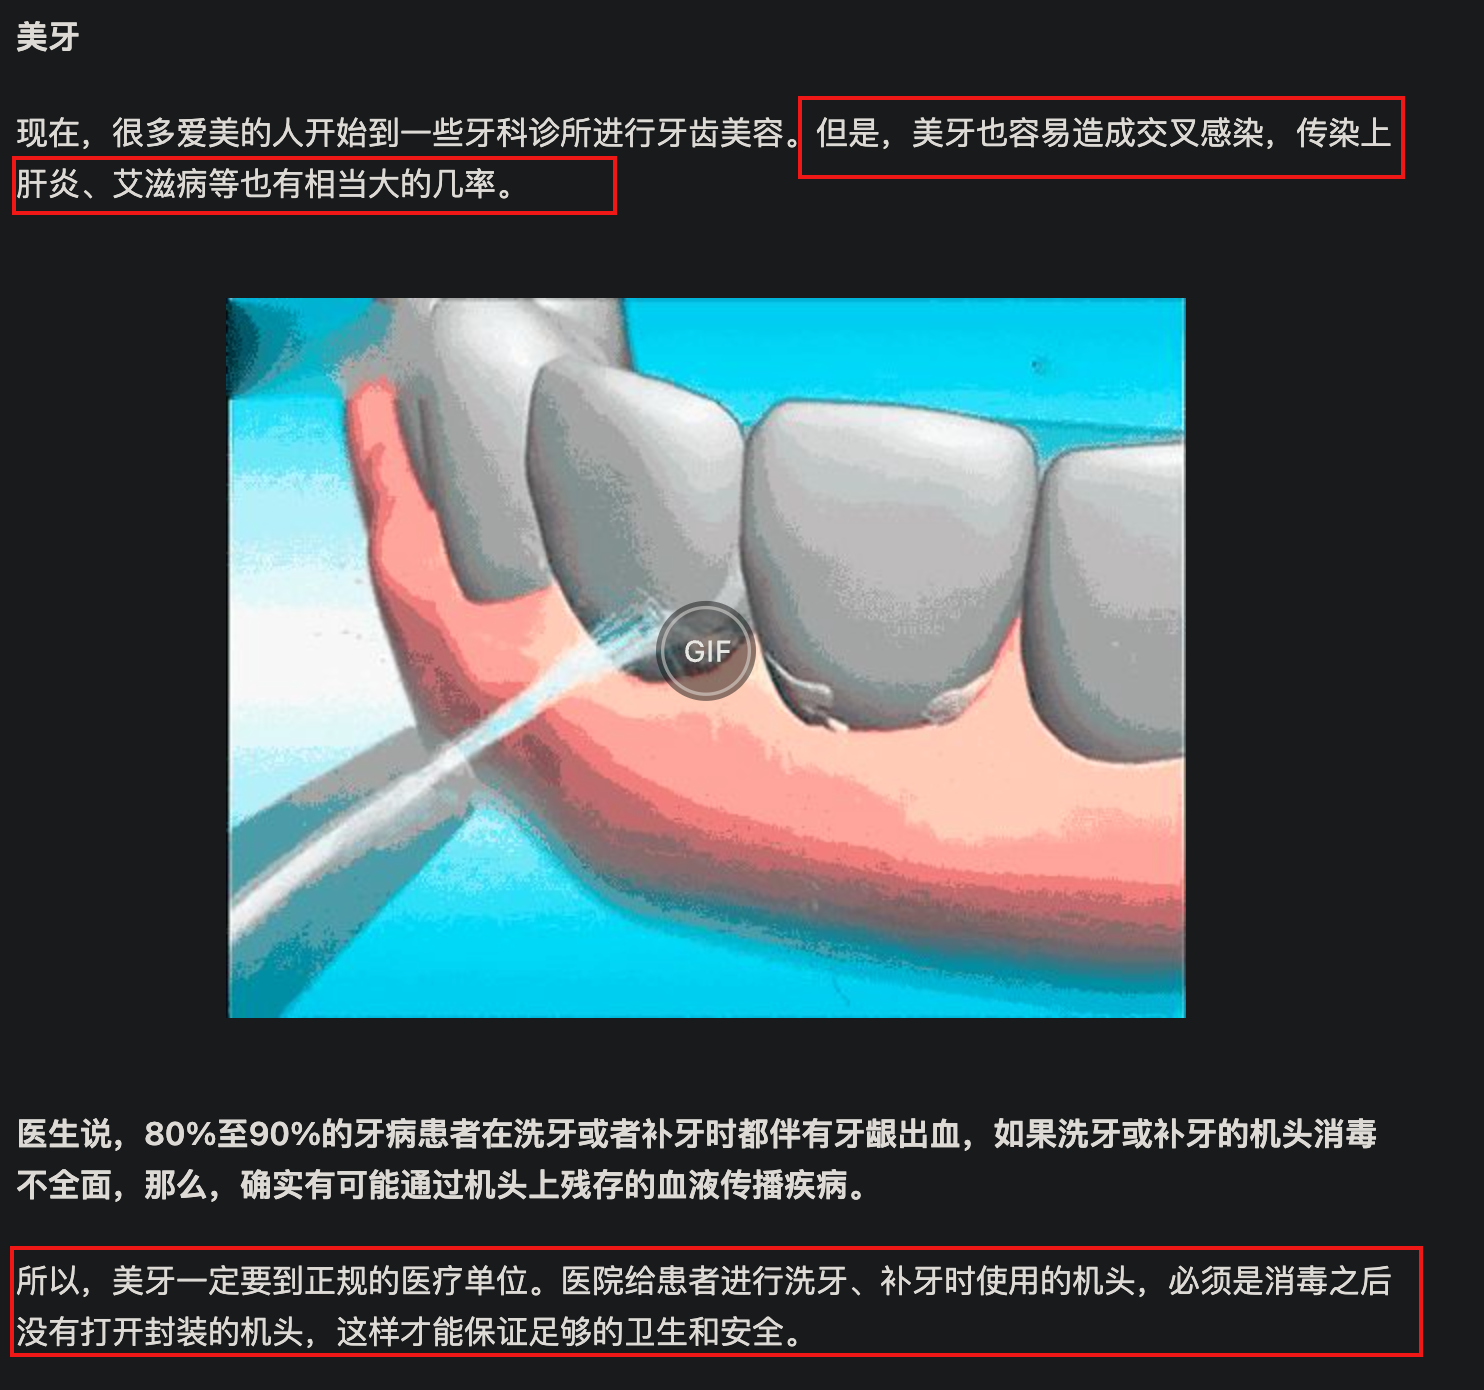 美牙
现在，很多爱美的人开始到一些牙科诊所进行牙齿美容。但是，美牙也容易造成交叉感染，传染上
肝炎、艾滋病等也有相当大的几率。
GIF
医生说，80%至90%的牙病患者在洗牙或者补牙时都伴有牙龈出血，如果洗牙或补牙的机头消毒
不全面，那么，确实有可能通过机头上残存的血液传播疾病。
所以，美牙一定要到正规的医疗单位。医院给患者进行洗牙、补牙时使用的机头，必须是消毒之后
没有打开封装的机头，这样才能保证足够的卫生和安全。